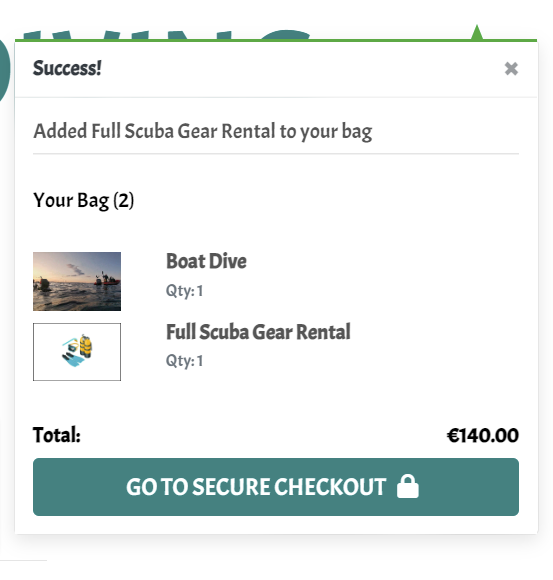 DIVING
Success!
Added Full Scuba Gear Rental to your bag
Your Bag (2)
Boat Dive
Qty: 1
Full Scuba Gear Rental
Qty: 1
Total: €140.00
GO TO SECURE CHECKOUT